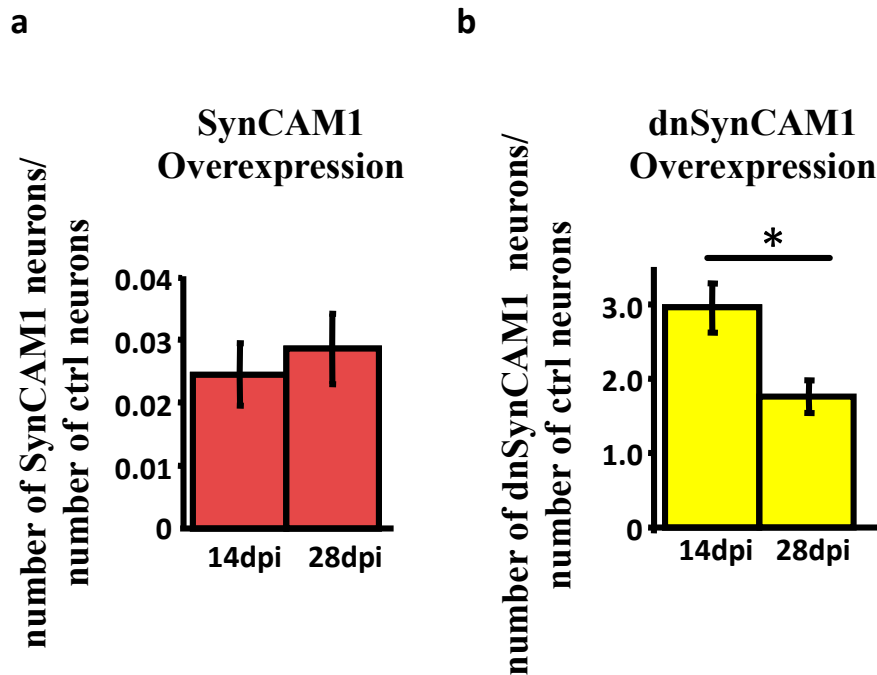 a
SynCAM1
Overexpression
number of SynCAM1 neurons/
number of ctrl neurons
0.04
0.03
0.02
0.01
0
14dpi 28dpi
b
dnSynCAM1
Overexpression
number of dnSynCAM1 neurons/
number of ctrl neurons
*
3.0
2.0
1.0
0
14dpi 28dpi